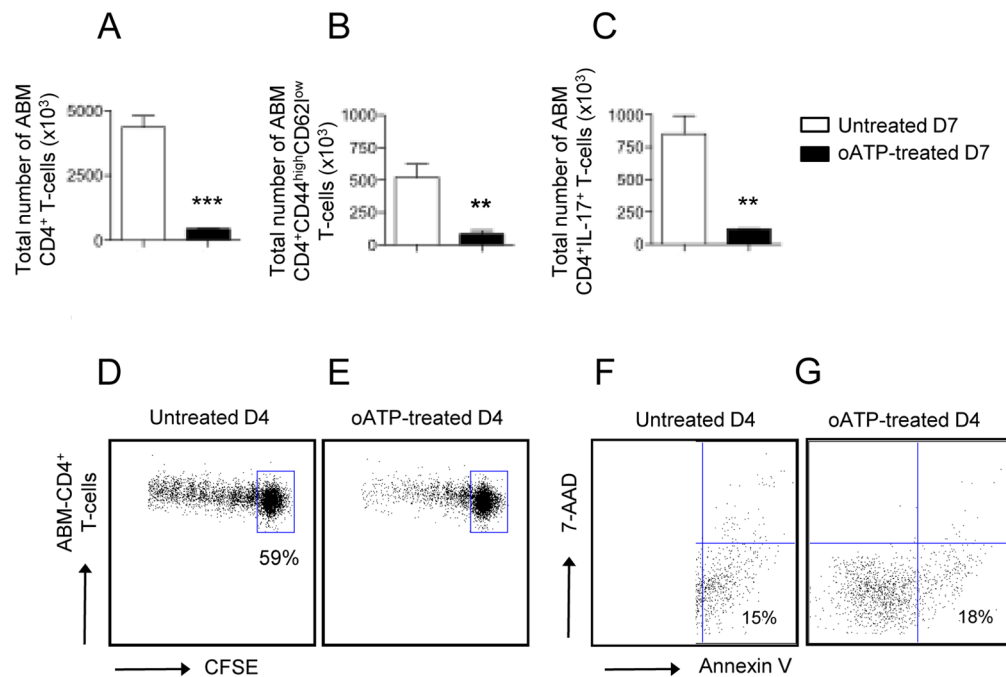 A
B
C
Total number of ABM
CD4+ T-cells (x10³)
5000
2500
0
***
Total number of ABM
CD4⁺CD44ʰⁱᵍʰCD62lˡᵒʷ
T-cells (x10³)
1000
750
500
250
0
**
Total number of ABM
CD4⁺IL-17⁺ T-cells (x10³)
1000
750
500
250
0
**
Untreated D7
oATP-treated D7
D
E
F
G
Untreated D4
oATP-treated D4
Untreated D4
oATP-treated D4
ABM-CD4⁺
T-cells
59%
CFSE
7-AAD
15%
18%
Annexin V